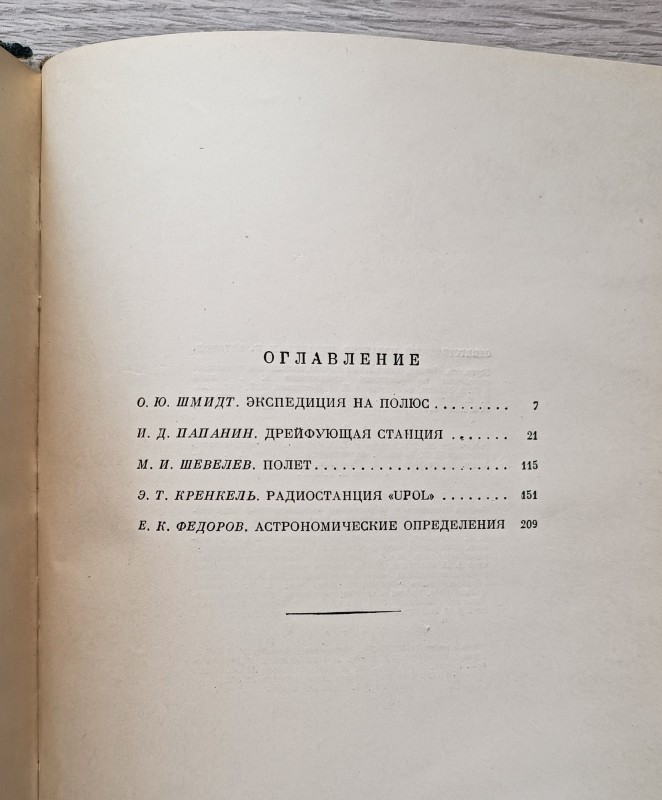 ОГЛАВЛЕНИЕ
О. Ю. ШМИДТ. ЭКСПЕДИЦИЯ НА ПОЛЮС ......... 7
И. Д. ПАПАНИН. ДРЕЙФУЮЩАЯ СТАНЦИЯ ....... 21
М. И. ШЕВЕЛЕВ. ПОЛЕТ ...................... 115
Э. Т. КРЕНКЕЛЬ. РАДИОСТАНЦИЯ «UPOL» ........ 151
Е. К. ФЕДОРОВ. АСТРОНОМИЧЕСКИЕ ОПРЕДЕЛЕНИЯ 209